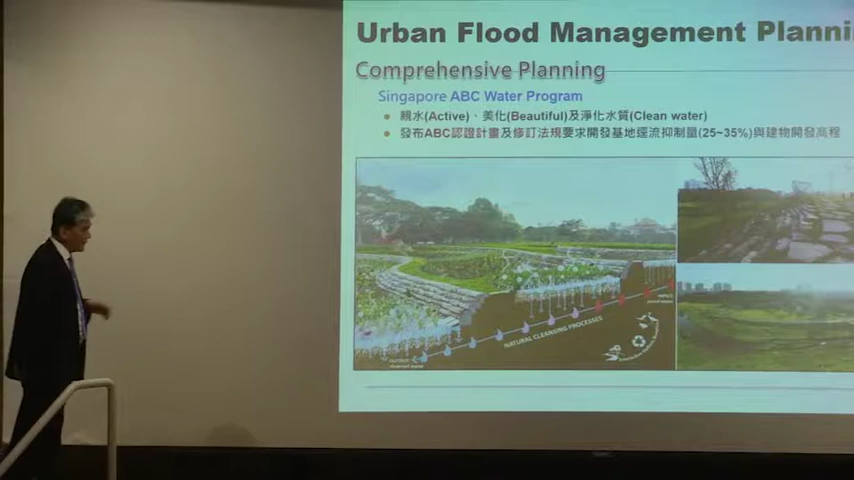 Urban Flood Management Planni
Comprehensive Planning
Singapore ABC Water Program
• 親水(Active)、美化(Beautiful)及淨化水質(Clean water)
• 發布ABC認證計畫及修訂法規要求開發基地逕流抑制量(25~35%)與建物開發高程
NATURAL CLEANSING PROCESSES